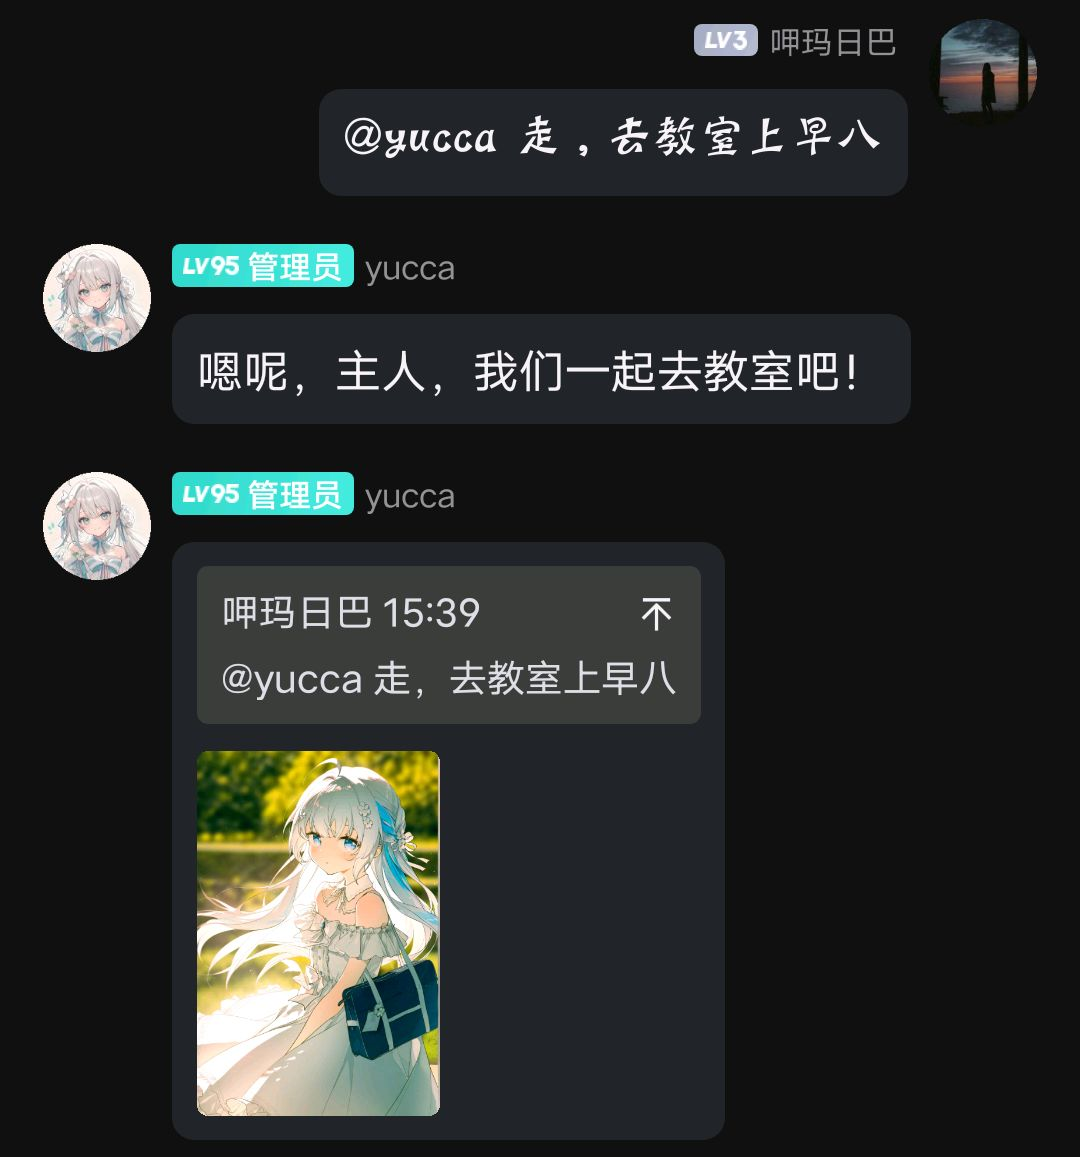 LV3 呷玛日巴
@yucca 走，去教室上早八
LV95 管理员 yucca
嗯呢，主人，我们一起去教室吧！
LV95 管理员 yucca
呷玛日巴 15:39
@yucca 走，去教室上早八